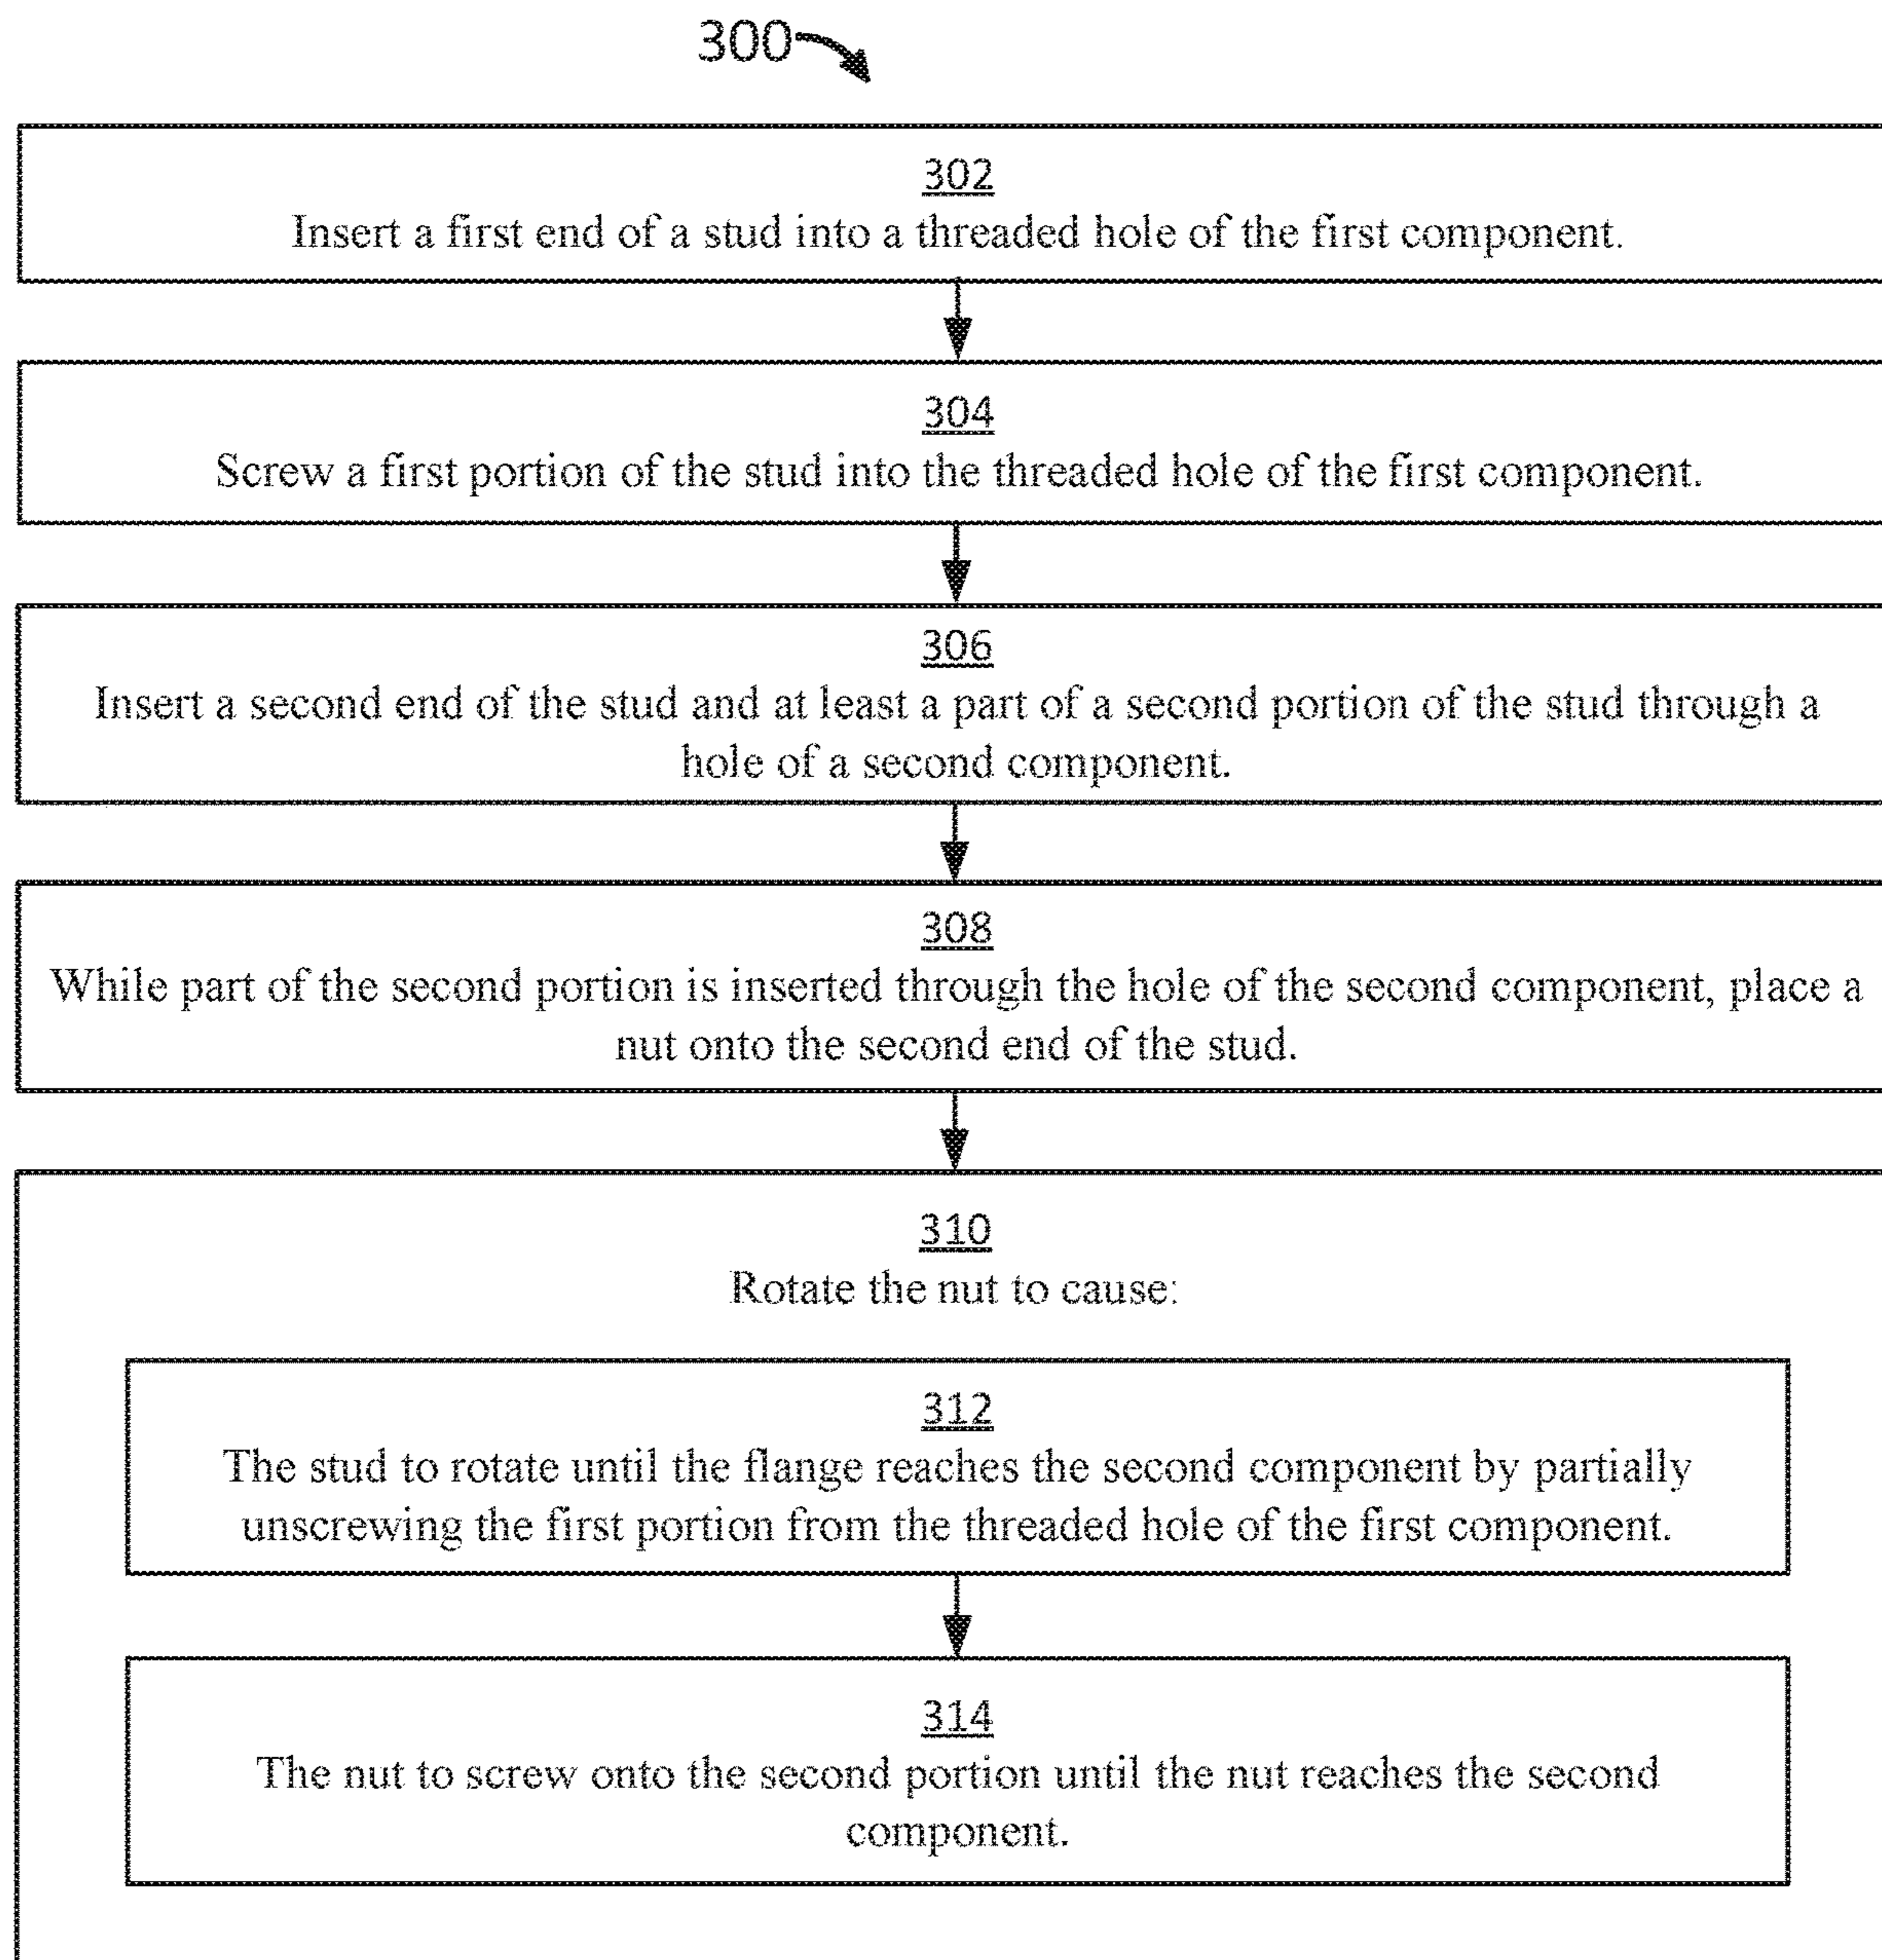 300
302
Insert a first end of a stud into a threaded hole of the first component.
304
Screw a first portion of the stud into the threaded hole of the first component.
306
Insert a second end of the stud and at least a part of a second portion of the stud through a
hole of a second component.
308
While part of the second portion is inserted through the hole of the second component, place a
nut onto the second end of the stud.
310
Rotate the nut to cause:
312
The stud to rotate until the flange reaches the second component by partially
unscrewing the first portion from the threaded hole of the first component.
314
The nut to screw onto the second portion until the nut reaches the second
component.